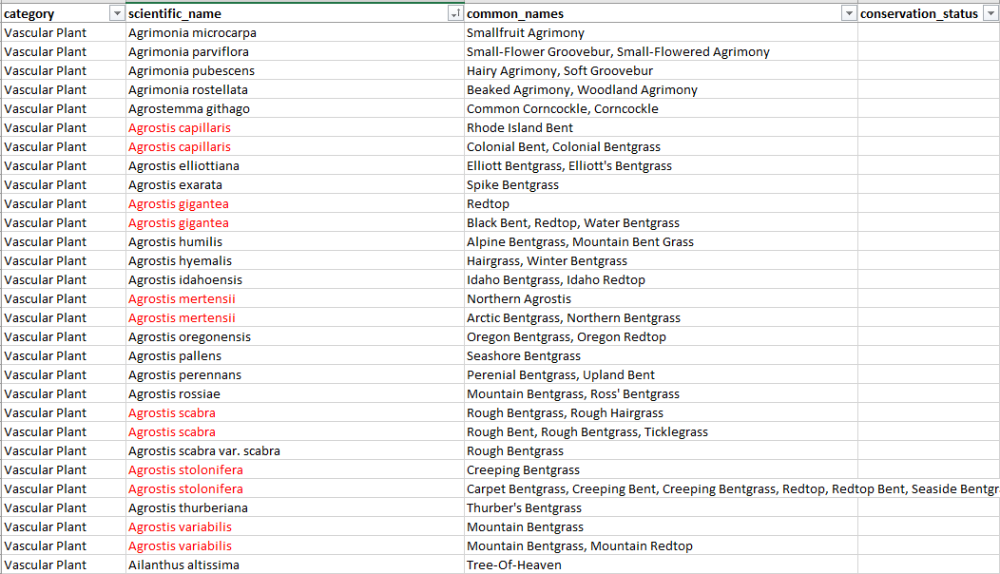 category scientific_name common_names conservation_status
Vascular Plant Agrimonia microcarpa Smallfruit Agrimony
Vascular Plant Agrimonia parviflora Small-Flower Groovebur, Small-Flowered Agrimony
Vascular Plant Agrimonia pubescens Hairy Agrimony, Soft Groovebur
Vascular Plant Agrimonia rostellata Beaked Agrimony, Woodland Agrimony
Vascular Plant Agrostemma githago Common Corncockle, Corncockle
Vascular Plant Agrostis capillaris Rhode Island Bent
Vascular Plant Agrostis capillaris Colonial Bent, Colonial Bentgrass
Vascular Plant Agrostis elliottiana Elliott Bentgrass, Elliott's Bentgrass
Vascular Plant Agrostis exarata Spike Bentgrass
Vascular Plant Agrostis gigantea Redtop
Vascular Plant Agrostis gigantea Black Bent, Redtop, Water Bentgrass
Vascular Plant Agrostis humilis Alpine Bentgrass, Mountain Bent Grass
Vascular Plant Agrostis hyemalis Hairgrass, Winter Bentgrass
Vascular Plant Agrostis idahoensis Idaho Bentgrass, Idaho Redtop
Vascular Plant Agrostis mertensii Northern Agrostis
Vascular Plant Agrostis mertensii Arctic Bentgrass, Northern Bentgrass
Vascular Plant Agrostis oregonensis Oregon Bentgrass, Oregon Redtop
Vascular Plant Agrostis pallens Seashore Bentgrass
Vascular Plant Agrostis perennans Perenial Bentgrass, Upland Bent
Vascular Plant Agrostis rossiae Mountain Bentgrass, Ross' Bentgrass
Vascular Plant Agrostis scabra Rough Bentgrass, Rough Hairgrass
Vascular Plant Agrostis scabra Rough Bent, Rough Bentgrass, Ticklegrass
Vascular Plant Agrostis scabra var. scabra Rough Bentgrass
Vascular Plant Agrostis stolonifera Creeping Bentgrass
Vascular Plant Agrostis stolonifera Carpet Bentgrass, Creeping Bent, Creeping Bentgrass, Redtop, Redtop Bent, Seaside Bentgr
Vascular Plant Agrostis thurberiana Thurber's Bentgrass
Vascular Plant Agrostis variabilis Mountain Bentgrass
Vascular Plant Agrostis variabilis Mountain Bentgrass, Mountain Redtop
Vascular Plant Ailanthus altissima Tree-Of-Heaven